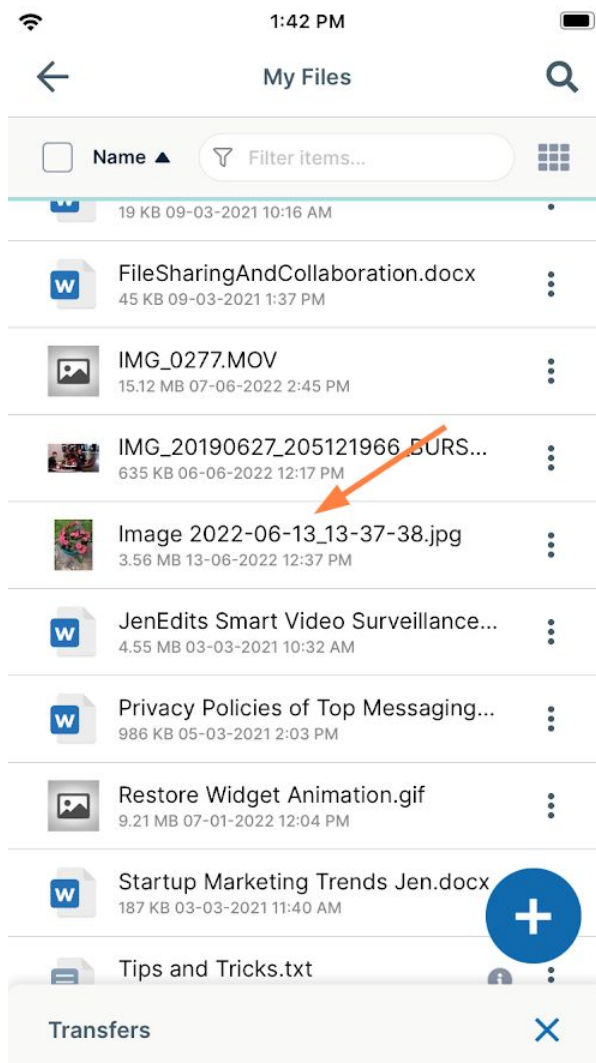 1:42 PM
My Files
Name ▲ Filter items...
19 KB 09-03-2021 10:16 AM
W FileSharingAndCollaboration.docx
45 KB 09-03-2021 1:37 PM
IMG_0277.MOV
15.12 MB 07-06-2022 2:45 PM
IMG_20190627_205121966_BURS...
635 KB 06-06-2022 12:17 PM
Image 2022-06-13_13-37-38.jpg
3.56 MB 13-06-2022 12:37 PM
W JenEdits Smart Video Surveillance...
4.55 MB 03-03-2021 10:32 AM
W Privacy Policies of Top Messaging...
986 KB 05-03-2021 2:03 PM
Restore Widget Animation.gif
9.21 MB 07-01-2022 12:04 PM
W Startup Marketing Trends Jen.docx
187 KB 03-03-2021 11:40 AM
Tips and Tricks.txt
Transfers